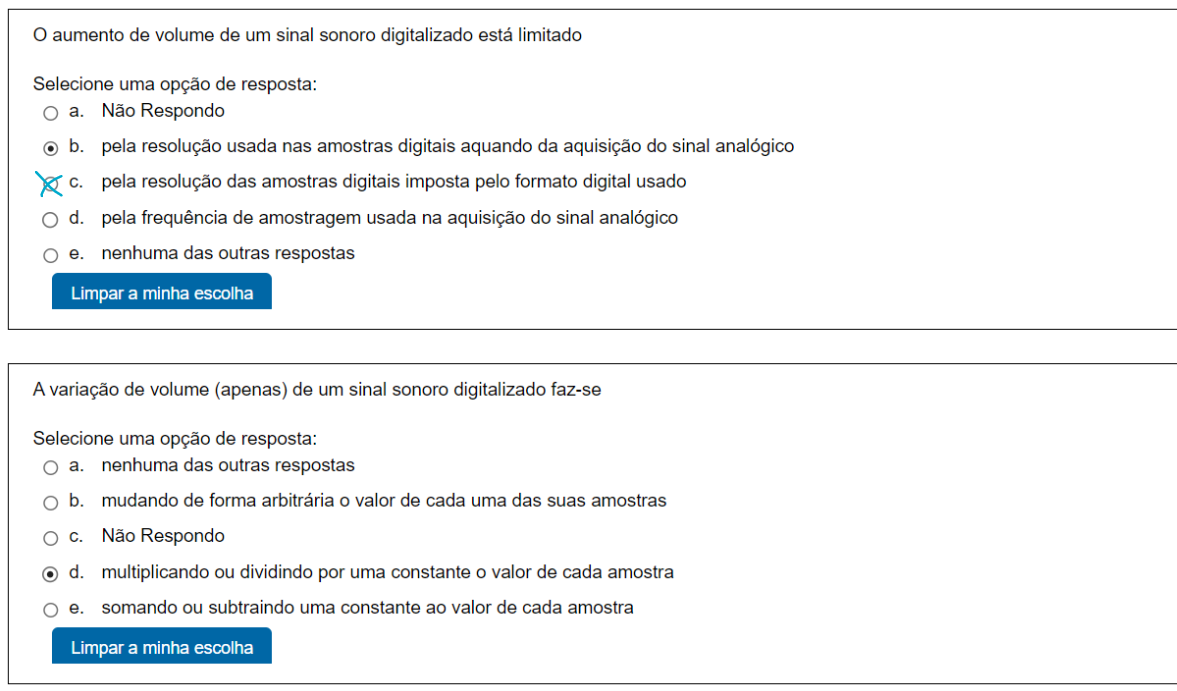 O aumento de volume de um sinal sonoro digitalizado está limitado
Selecione uma opção de resposta:
a. Não Respondo
b. pela resolução usada nas amostras digitais aquando da aquisição do sinal analógico
c. pela resolução das amostras digitais imposta pelo formato digital usado
d. pela frequência de amostragem usada na aquisição do sinal analógico
e. nenhuma das outras respostas
Limpar a minha escolha
A variação de volume (apenas) de um sinal sonoro digitalizado faz-se
Selecione uma opção de resposta:
a. nenhuma das outras respostas
b. mudando de forma arbitrária o valor de cada uma das suas amostras
c. Não Respondo
d. multiplicando ou dividindo por uma constante o valor de cada amostra
e. somando ou subtraindo uma constante ao valor de cada amostra
Limpar a minha escolha